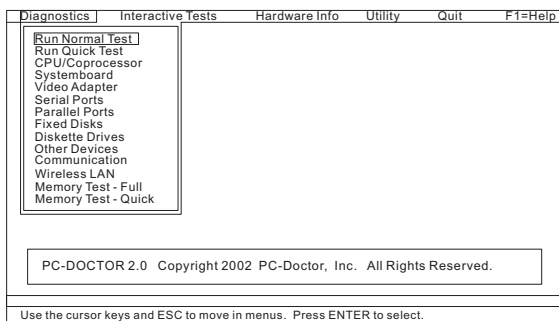 Diagnostics Interactive Tests Hardware Info Utility Quit F1=Help
Run Normal Test
Run Quick Test
CPU/Coprocessor
Systemboard
Video Adapter
Serial Ports
Parallel Ports
Fixed Disks
Diskette Drives
Other Devices
Communication
Wireless LAN
Memory Test - Full
Memory Test - Quick
PC-DOCTOR 2.0 Copyright 2002 PC-Doctor, Inc. All Rights Reserved.
Use the cursor keys and ESC to move in menus. Press ENTER to select.